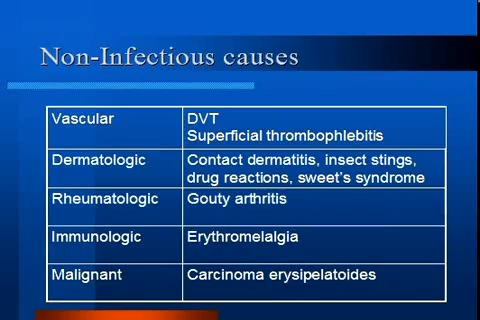 Non-Infectious causes
Vascular
DVT
Superficial thrombophlebitis
Dermatologic
Contact dermatitis, insect stings,
drug reactions, sweet's syndrome
Rheumatologic
Gouty arthritis
Immunologic
Erythromelalgia
Malignant
Carcinoma erysipelatoides